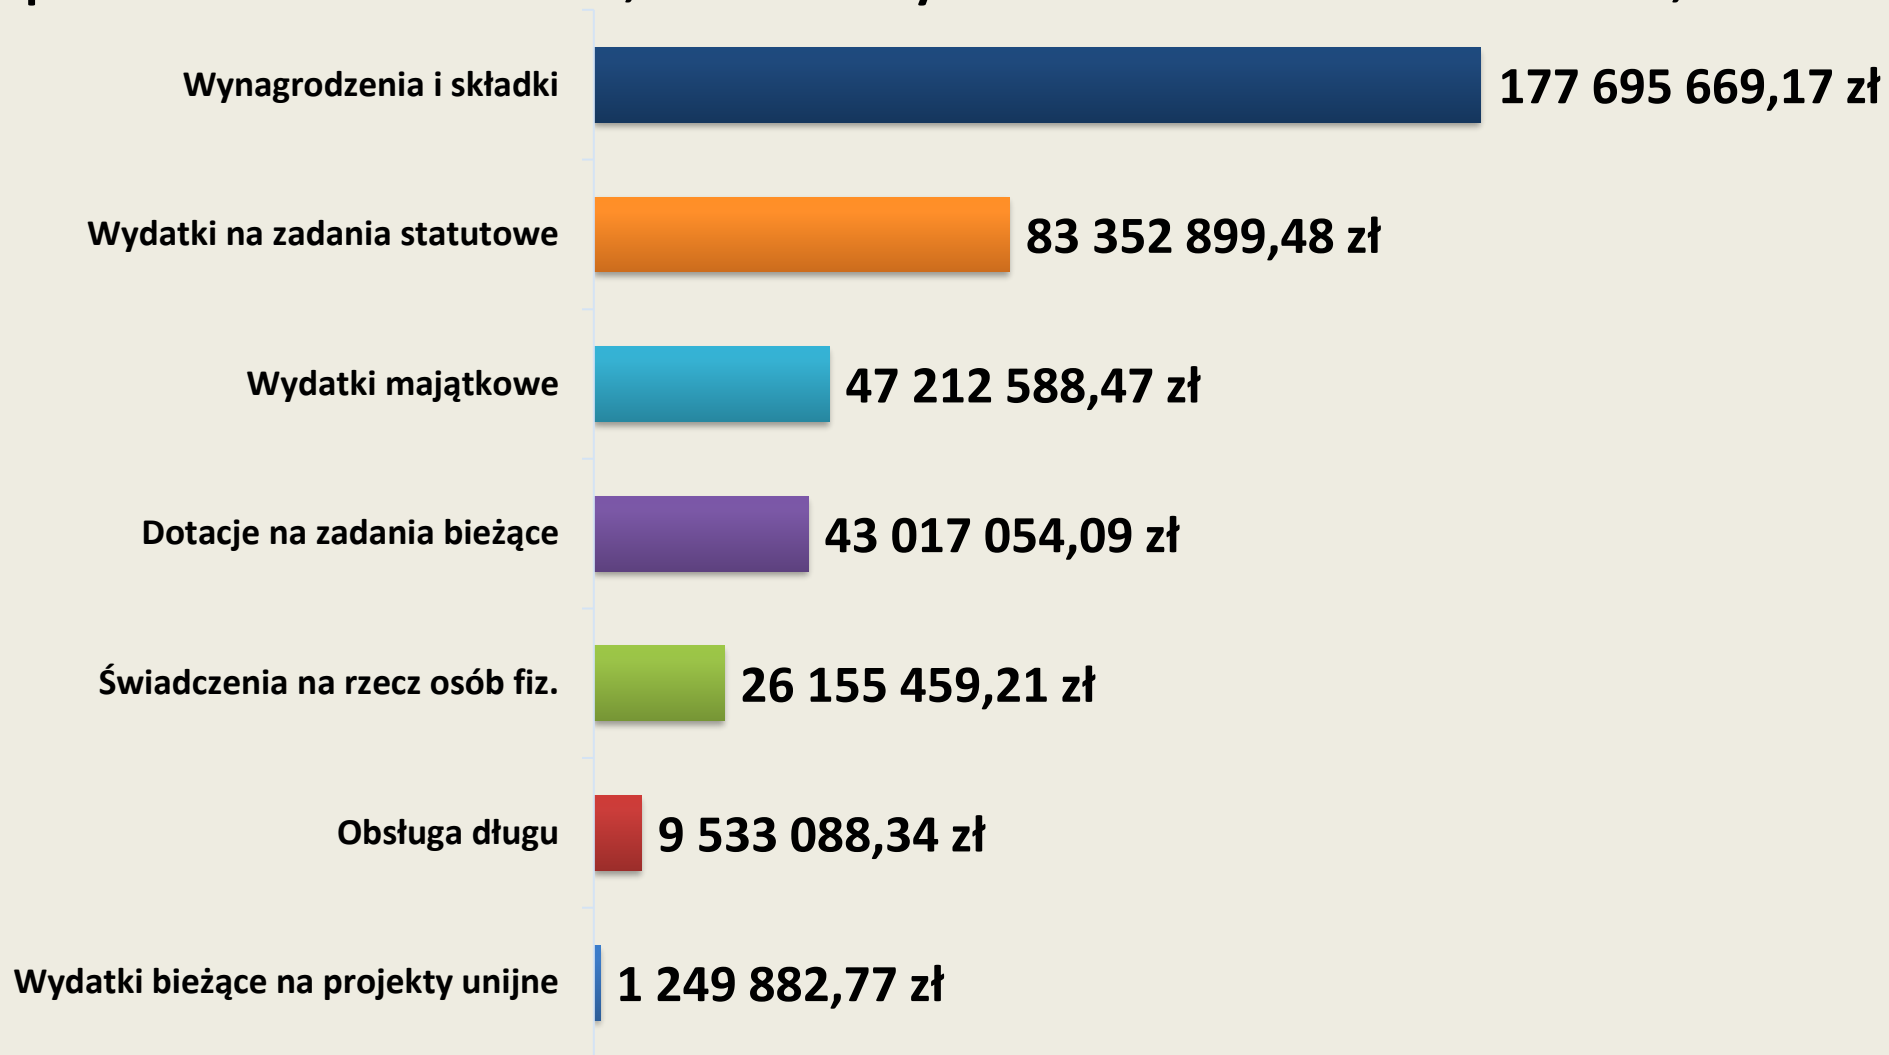 Wynagrodzenia i składki 177 695 669,17 zł
Wydatki na zadania statutowe 83 352 899,48 zł
Wydatki majątkowe 47 212 588,47 zł
Dotacje na zadania bieżące 43 017 054,09 zł
Świadczenia na rzecz osób fiz. 26 155 459,21 zł
Obsługa długu 9 533 088,34 zł
Wydatki bieżące na projekty unijne 1 249 882,77 zł